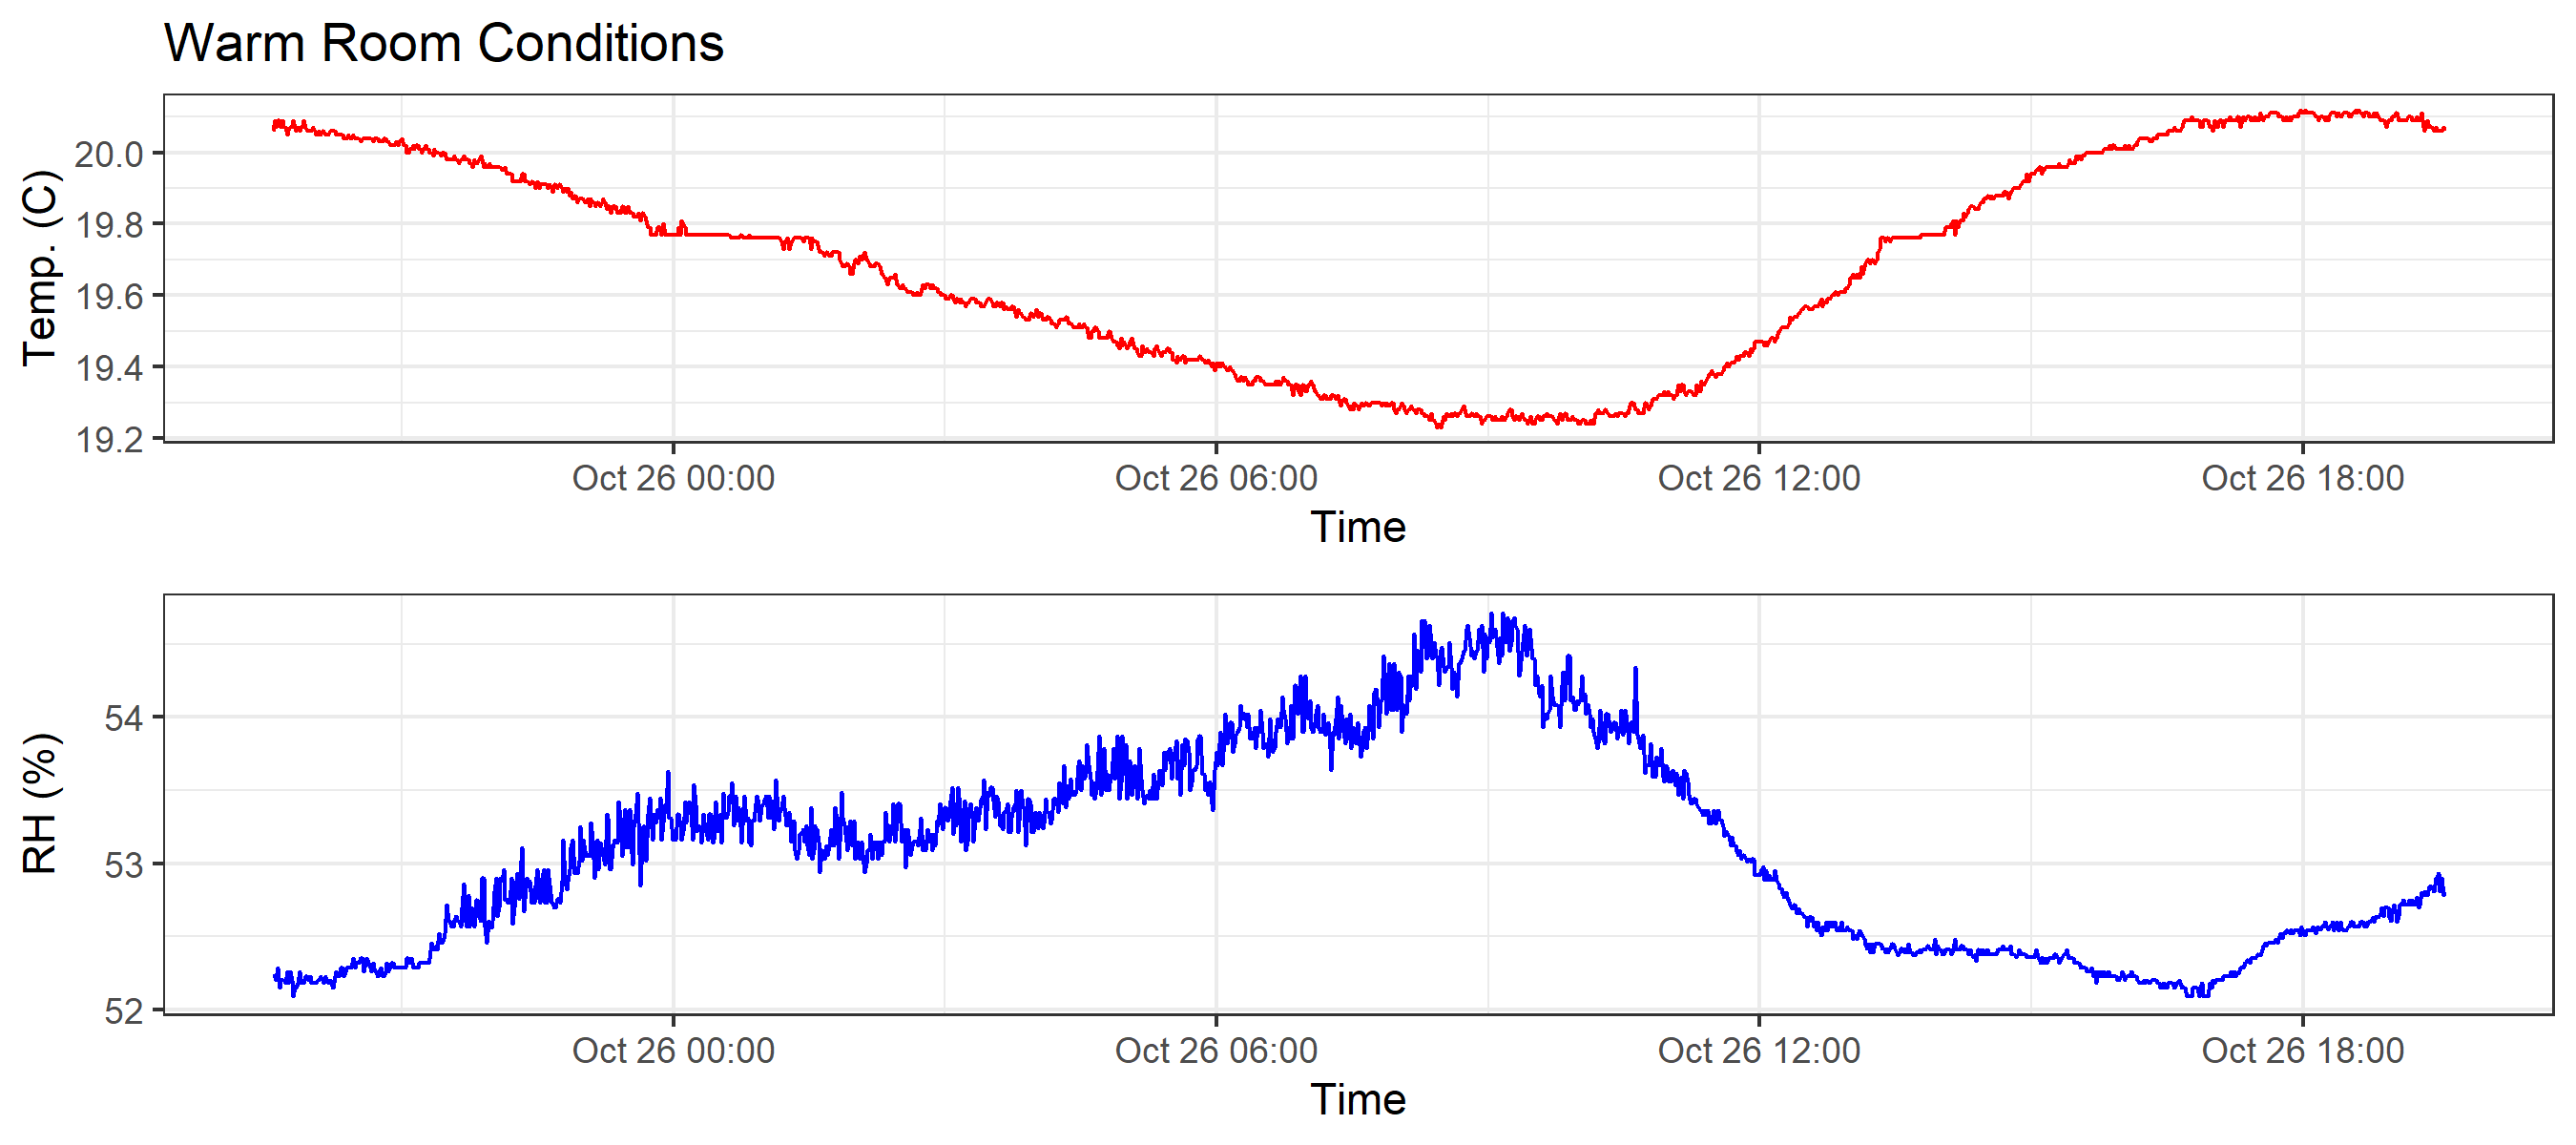 Warm Room Conditions
Temp. (C)
20.0
19.8
19.6
19.4
19.2
Oct 26 00:00 Oct 26 06:00 Oct 26 12:00 Oct 26 18:00
Time
RH (%)
54
53
52
Oct 26 00:00 Oct 26 06:00 Oct 26 12:00 Oct 26 18:00
Time